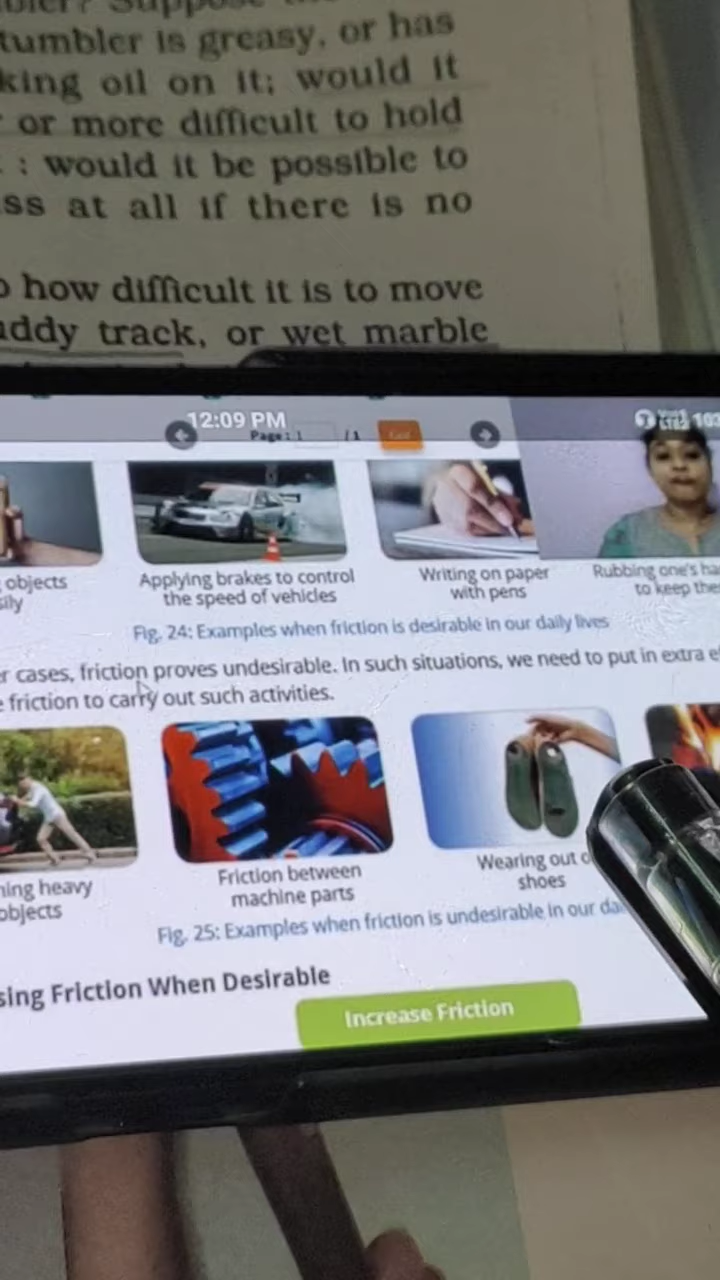 tumbler is greasy, or has
king oil on it; would it
or more difficult to hold
: would it be possible to
ss at all if there is no
how difficult it is to move
uddy track, or wet marble
12:09 PM
Page: 1 /1
objects
Applying brakes to control
the speed of vehicles
Writing on paper
with pens
Rubbing one's ha
to keep the
Fig. 24: Examples when friction is desirable in our daily lives
er cases, friction proves undesirable. In such situations, we need to put in extra e
e friction to carry out such activities.
hing heavy
objects
Friction between
machine parts
Wearing out o
shoes
Fig. 25: Examples when friction is undesirable in our da
sing Friction When Desirable
Increase Friction